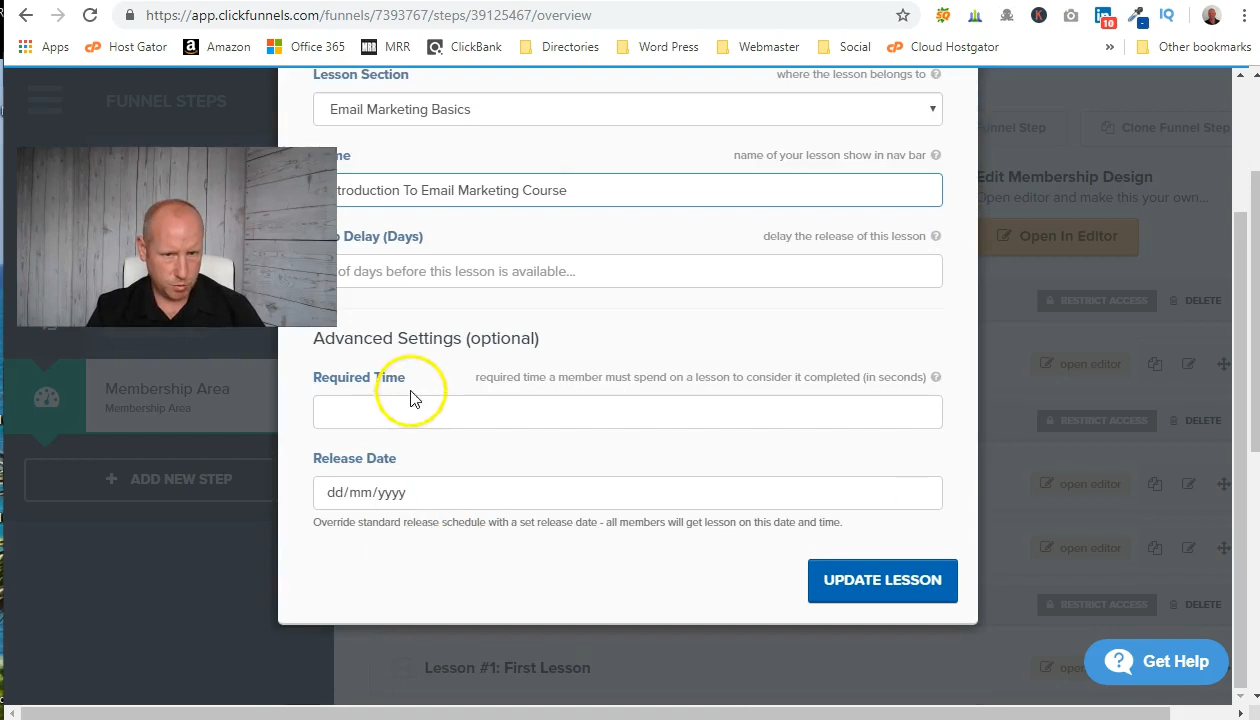 https://app.clickfunnels.com/funnels/7393767/steps/39125467/overview
10
Apps Host Gator Amazon Office 365 MRR ClickBank Directories Word Press Webmaster Social Cloud Hostgator » Other bookmarks
FUNNEL STEPS
Lesson Section where the lesson belongs to
Email Marketing Basics
Funnel Step Clone Funnel Step
name of your lesson show in nav bar
Edit Membership Design
Open editor and make this your own...
Introduction To Email Marketing Course
Open In Editor
Delay (Days) delay the release of this lesson
of days before this lesson is available...
RESTRICT ACCESS DELETE
Advanced Settings (optional)
open editor
Required Time required time a member must spend on a lesson to consider it completed (in seconds)
Membership Area
Membership Area
RESTRICT ACCESS DELETE
Release Date
ADD NEW STEP
dd/mm/yyyy
open editor
Override standard release schedule with a set release date - all members will get lesson on this date and time.
open editor
UPDATE LESSON
RESTRICT ACCESS DELETE
Lesson #1: First Lesson
Get Help